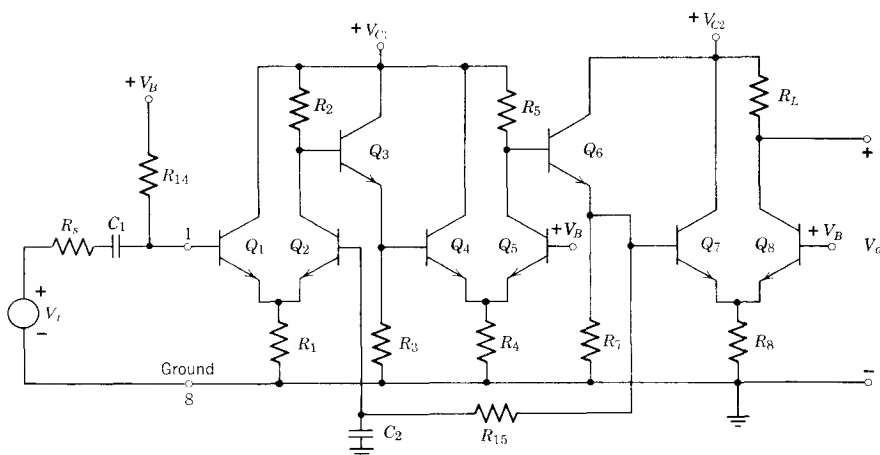 + V_C1
+ V_C2
+ V_B
R_2
R_5
R_L
Q_3
Q_6
R_14
+
R_s
C_1
1
Q_1
Q_2
Q_4
Q_5
+V_B
Q_7
Q_8
+V_B
V_o
+
V_i
−
R_1
R_3
R_4
R_7
R_8
Ground
8
−
C_2
R_15